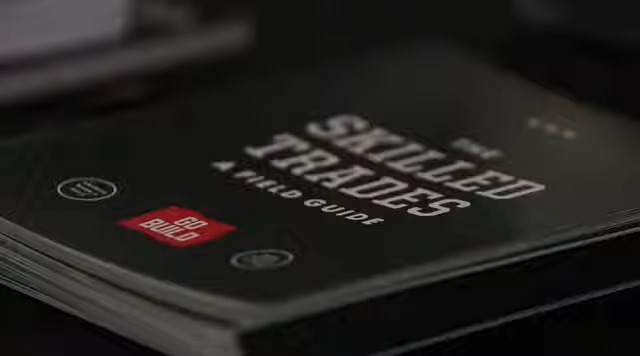 THE
SKILLED
TRADES
A FIELD GUIDE
GO
BUILD